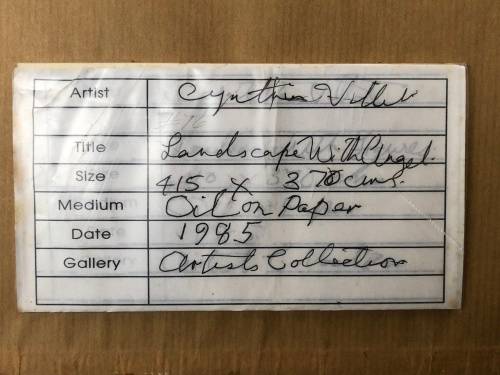 Artist Cynthia Villet
Title Landscape With Angel.
Size 415 x 370 cms.
Medium Oil on Paper
Date 1985
Gallery Artists Collection